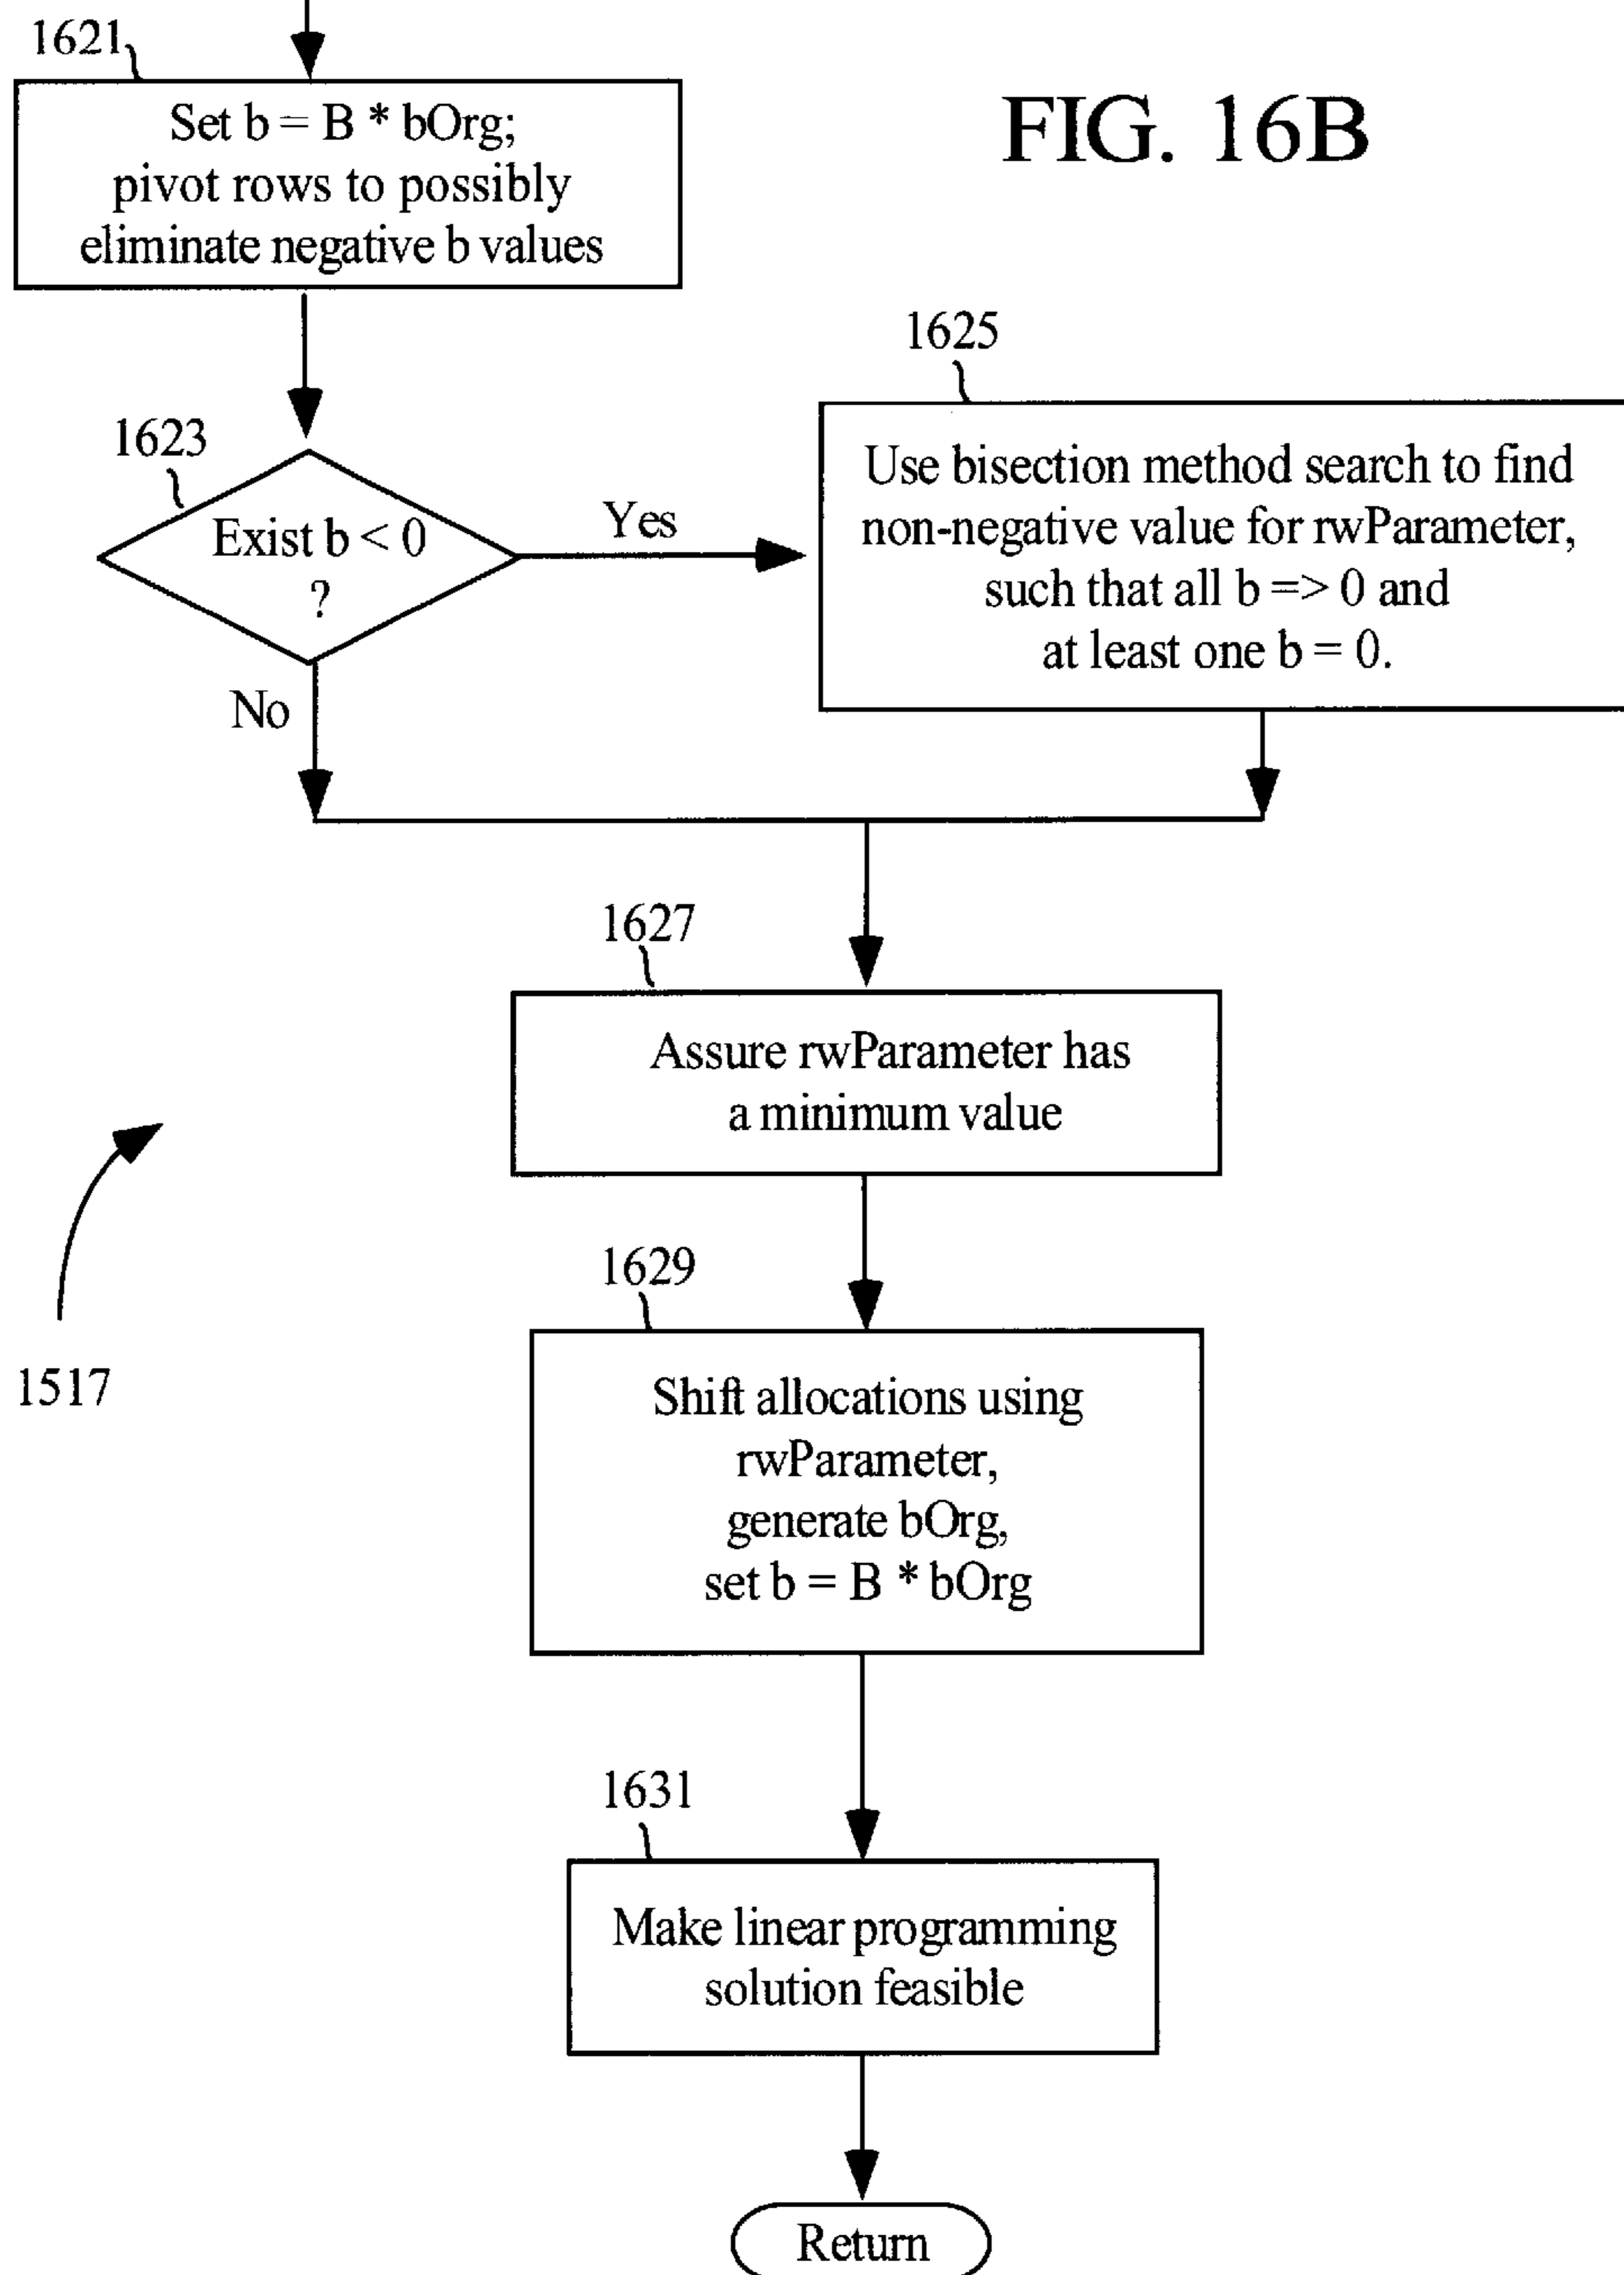 1621
FIG. 16B
Set b = B * bOrg;
pivot rows to possibly
eliminate negative b values
1625
1623
Use bisection method search to find
non-negative value for rwParameter,
such that all b => 0 and
at least one b = 0.
Exist b < 0
?
Yes
No
1627
Assure rwParameter has
a minimum value
1629
1517
Shift allocations using
rwParameter,
generate bOrg,
set b = B * bOrg
1631
Make linear programming
solution feasible
Return